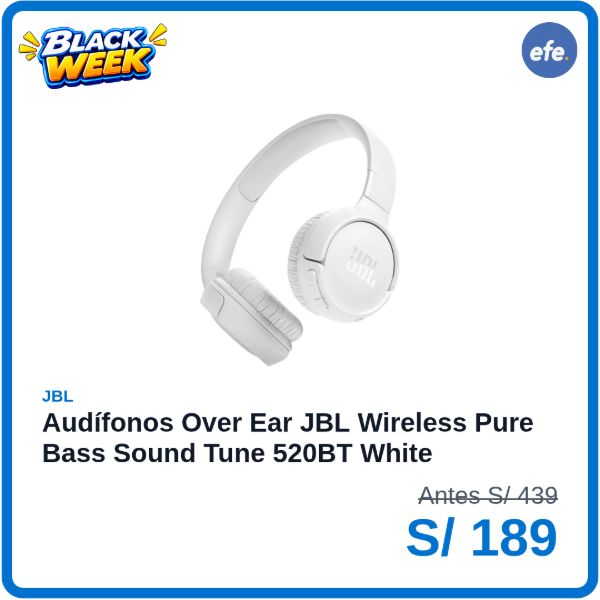 BLACK
WEEK
efe.
JBL
JBL
Audífonos Over Ear JBL Wireless Pure
Bass Sound Tune 520BT White
Antes S/ 439
S/ 189